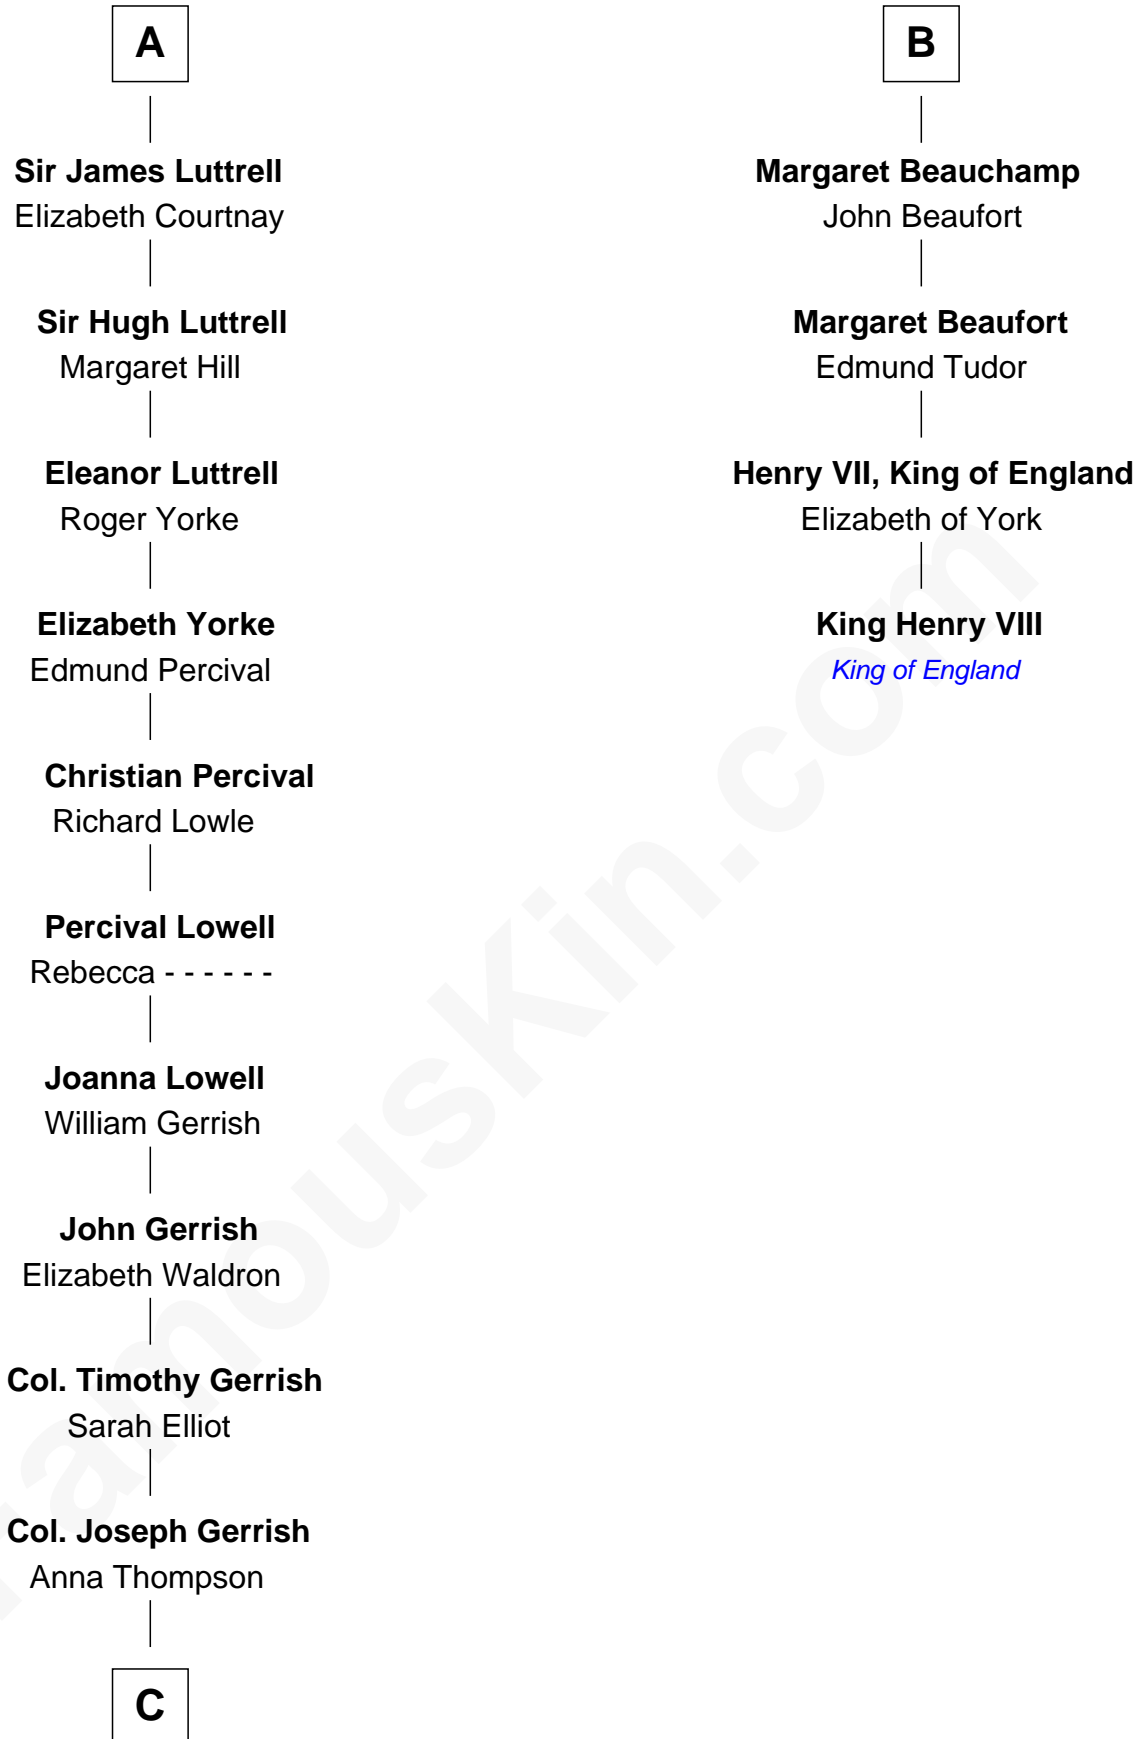 A
Sir James Luttrell
Elizabeth Courtnay
Sir Hugh Luttrell
Margaret Hill
Eleanor Luttrell
Roger Yorke
Elizabeth Yorke
Edmund Percival
Christian Percival
Richard Lowle
Percival Lowell
Rebecca - - - - - -
Joanna Lowell
William Gerrish
John Gerrish
Elizabeth Waldron
Col. Timothy Gerrish
Sarah Elliot
Col. Joseph Gerrish
Anna Thompson
C
B
Margaret Beauchamp
John Beaufort
Margaret Beaufort
Edmund Tudor
Henry VII, King of England
Elizabeth of York
King Henry VIII
King of England
FamousKin.com